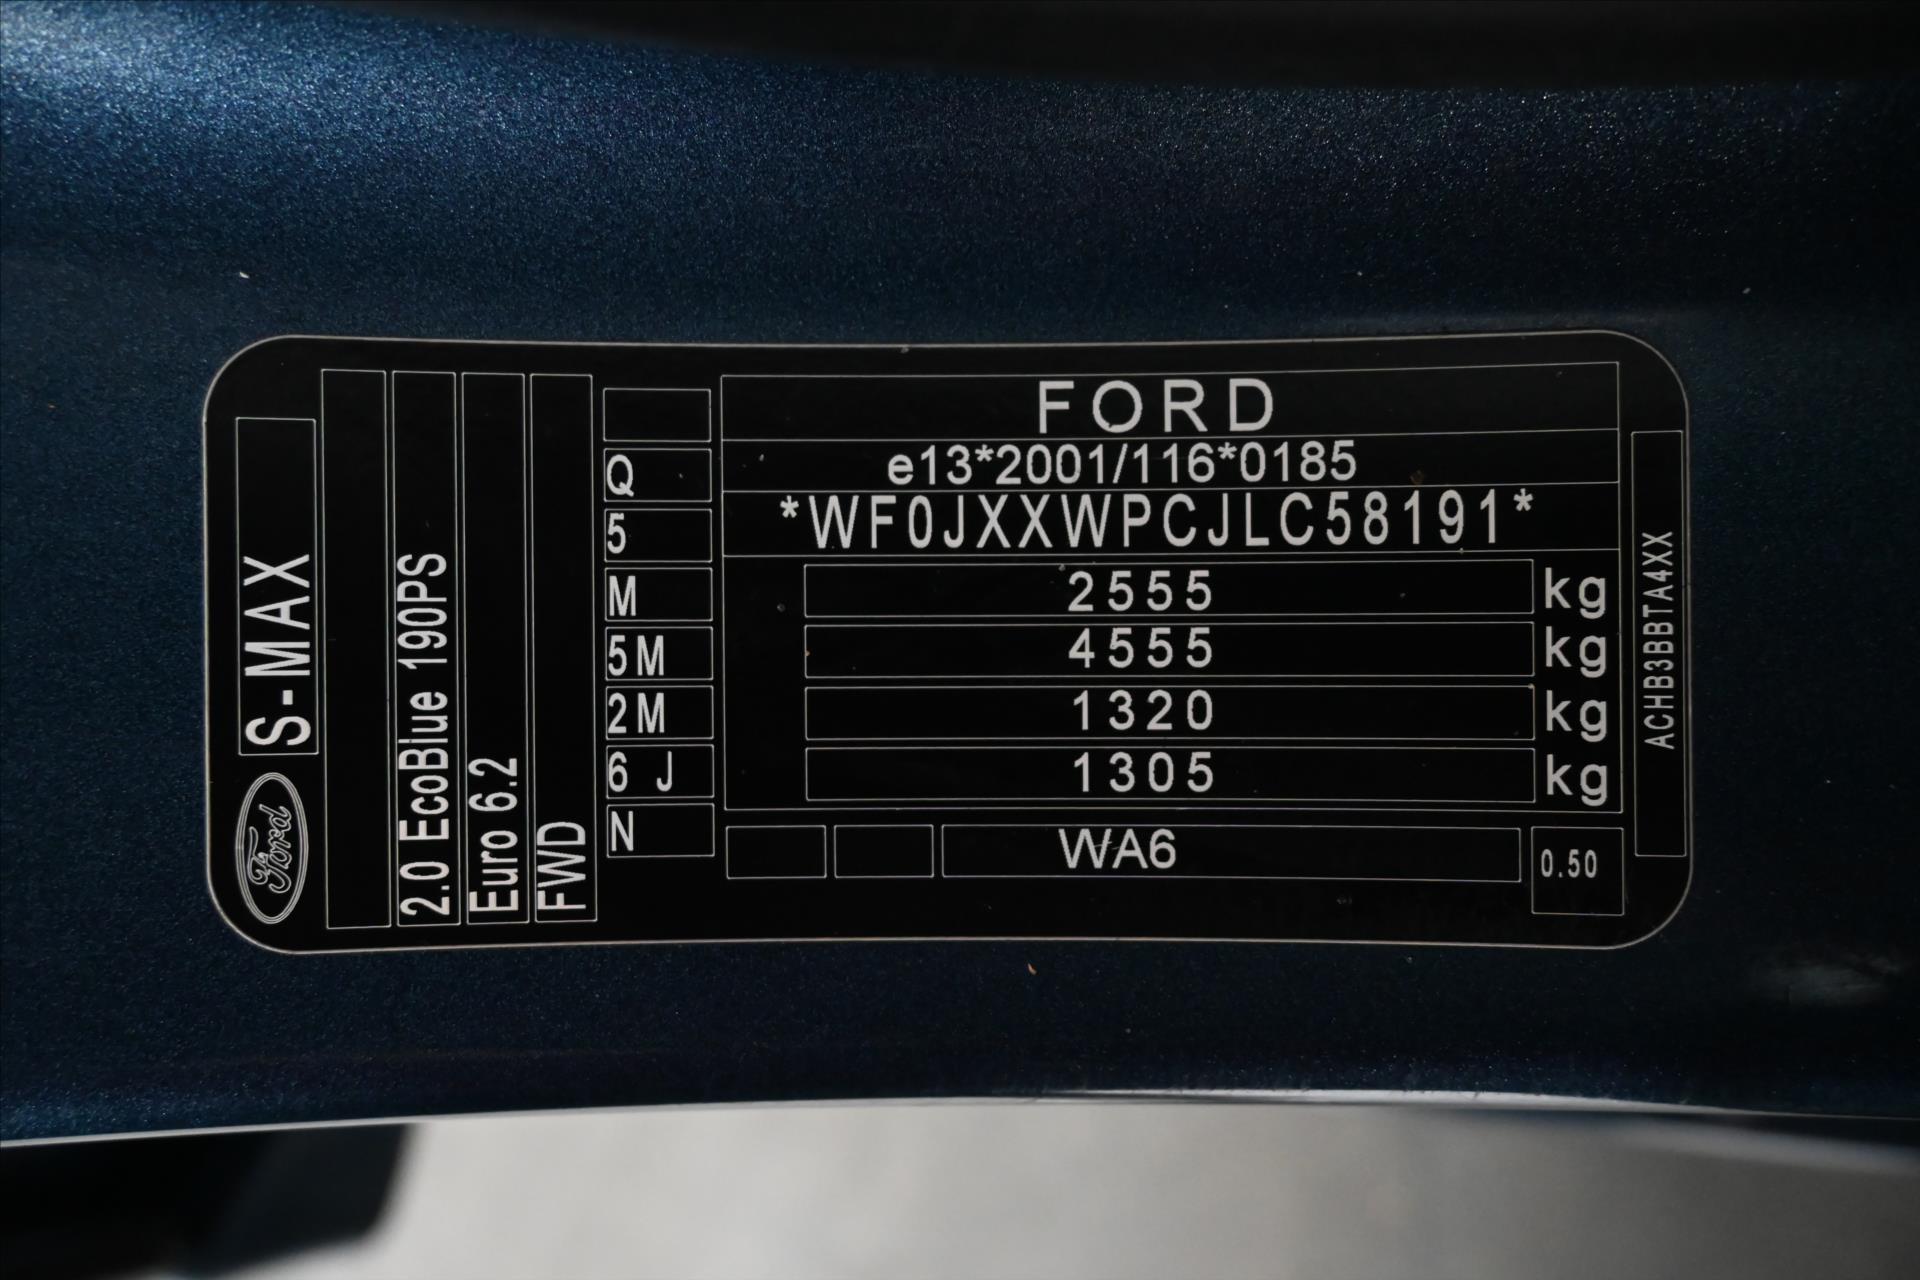 Ford
S-MAX
2.0 EcoBlue 190PS
Euro 6.2
FWD
Q
5
M
5M
2M
6 J
N
FORD
e13*2001/116*0185
*WF0JXXWPCJLC58191*
2555 kg
4555 kg
1320 kg
1305 kg
WA6
0.50
ACHB3BBTA4XX